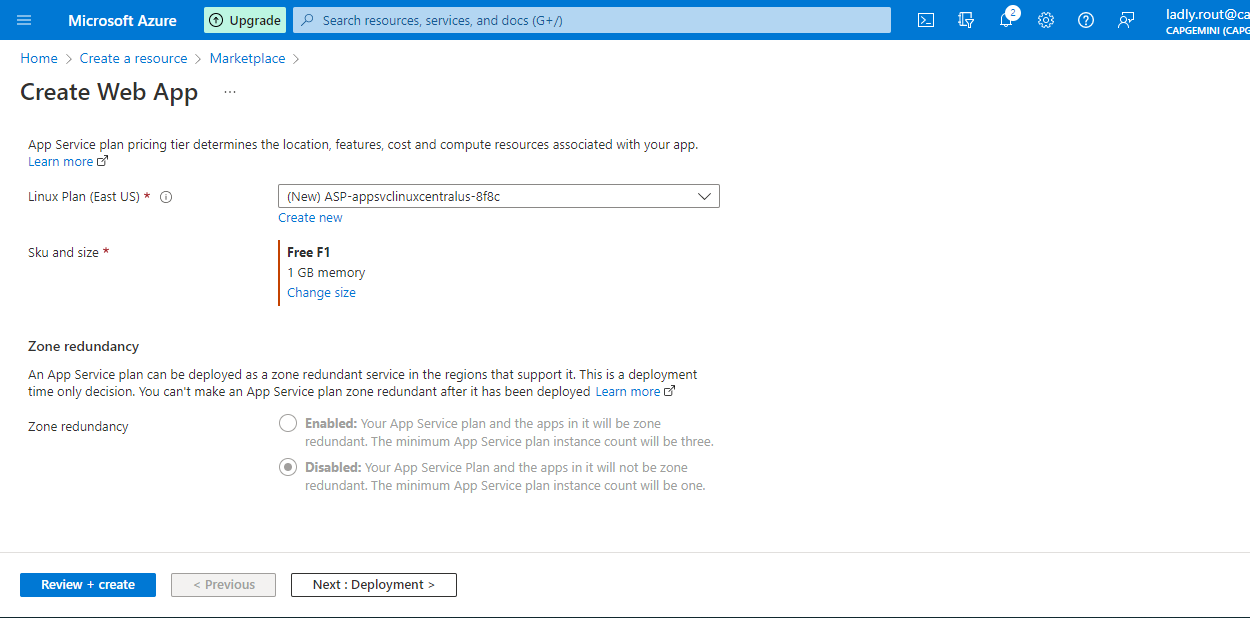 Microsoft Azure
Upgrade
Search resources, services, and docs (G+/)
2
ladly.rout@ca
CAPGEMINI (CAPG
Home > Create a resource > Marketplace >
Create Web App ...
App Service plan pricing tier determines the location, features, cost and compute resources associated with your app.
Learn more
Linux Plan (East US) *
(New) ASP-appsvclinuxcentralus-8f8c
Create new
Sku and size *
Free F1
1 GB memory
Change size
Zone redundancy
An App Service plan can be deployed as a zone redundant service in the regions that support it. This is a deployment
time only decision. You can't make an App Service plan zone redundant after it has been deployed Learn more
Zone redundancy
Enabled: Your App Service plan and the apps in it will be zone
redundant. The minimum App Service plan instance count will be three.
Disabled: Your App Service Plan and the apps in it will not be zone
redundant. The minimum App Service plan instance count will be one.
Review + create
< Previous
Next : Deployment >